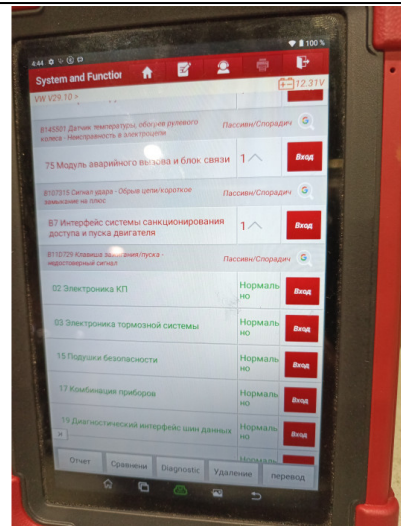 4:44
100 %
System and Function
12.31V
VW V29.10 >
B145501 Датчик температуры, обогрев рулевого
колеса - Неисправность в электроцепи
Пассивн/Спорадич
75 Модуль аварийного вызова и блок связи
1
Вход
B107315 Сигнал удара - Обрыв цепи/короткое
замыкание на плюс
Пассивн/Спорадич
B7 Интерфейс системы санкционирования
доступа и пуска двигателя
1
Вход
B110729 Клавиша зажигания/пуска -
недостоверный сигнал
Пассивн/Спорадич
02 Электроника КП
Нормаль
но
Вход
03 Электроника тормозной системы
Нормаль
но
Вход
15 Подушки безопасности
Нормаль
но
Вход
17 Комбинация приборов
Нормаль
но
Вход
19 Диагностический интерфейс шин данных
Нормаль
но
Вход
Нормаль
Отчет
Сравнени
Diagnostic
Удаление
перевод